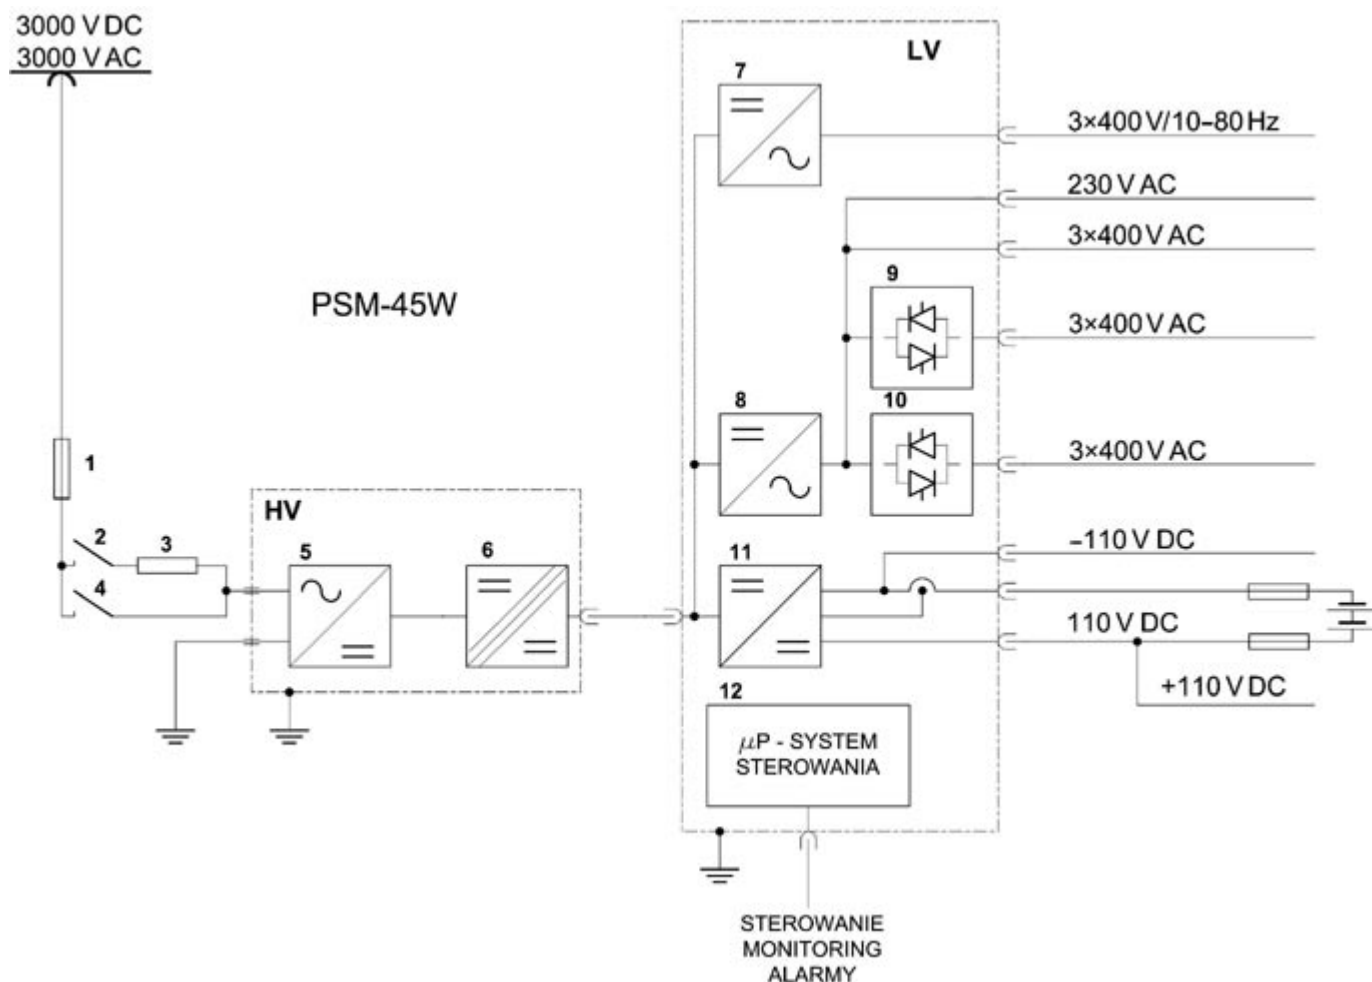 3000 V DC
3000 V AC
LV
7
3×400 V/10–80 Hz
230 V AC
3×400 V AC
9
PSM-45W
3×400 V AC
8
10
1
3×400 V AC
HV
2
3
5
6
11
–110 V DC
4
110 V DC
12
+110 V DC
μP - SYSTEM
STEROWANIA
STEROWANIE
MONITORING
ALARMY